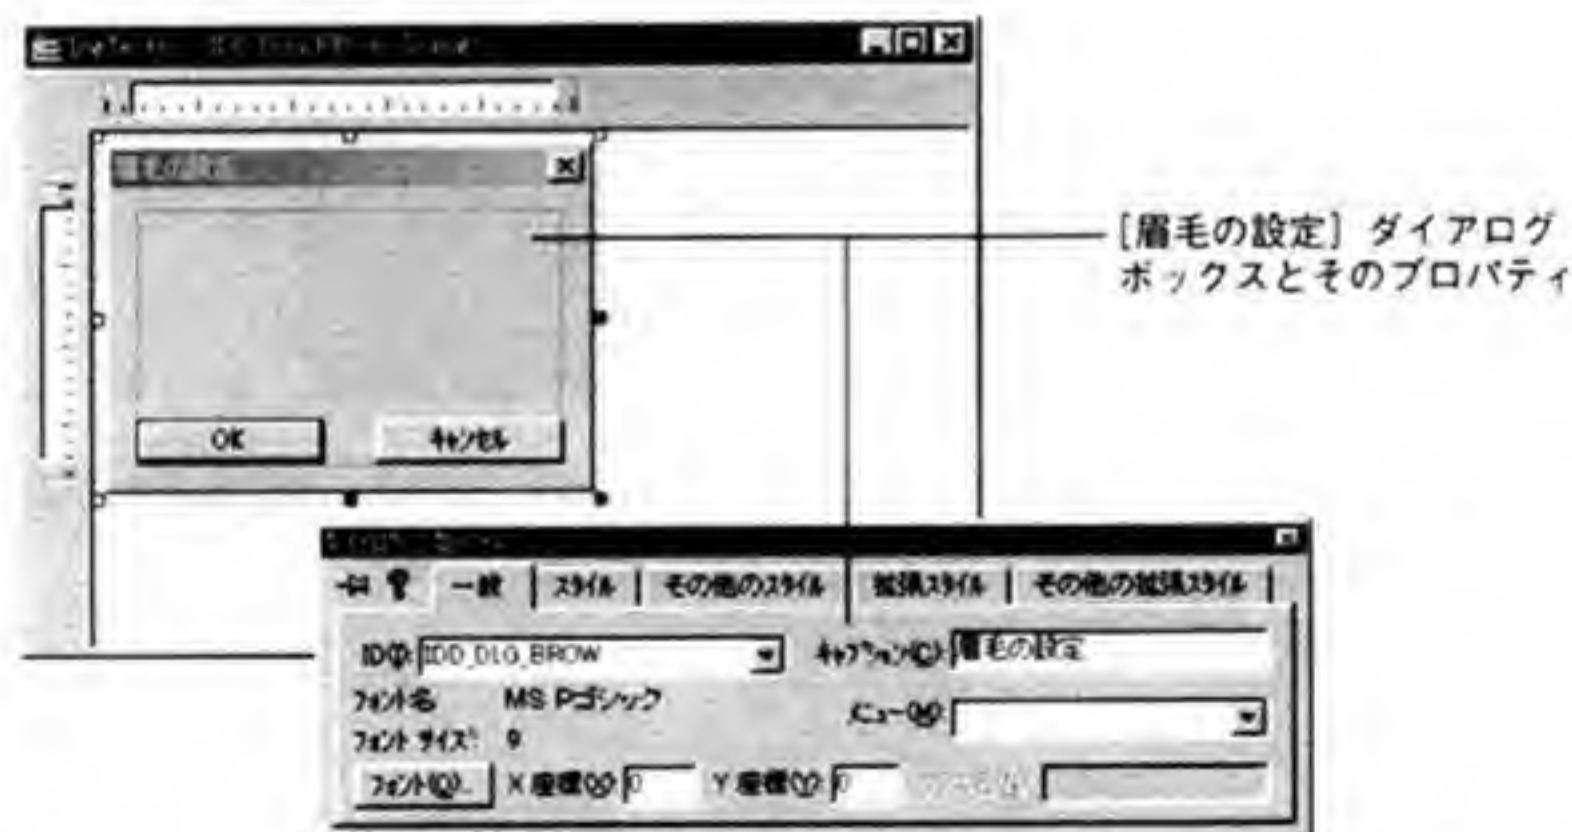 眉毛の設定
OK
キャンセル
[眉毛の設定] ダイアログ
ボックスとそのプロパティ
一般
スタイル
その他のスタイル
拡張スタイル
その他の拡張スタイル
ID(I):
IDD_DLG_BROW
キャプション(C):
眉毛の設定
フォント名
MS Pゴシック
メニュー(M):
フォント サイズ:
9
フォント(O)...
X 座標(X):
0
Y 座標(Y):
0